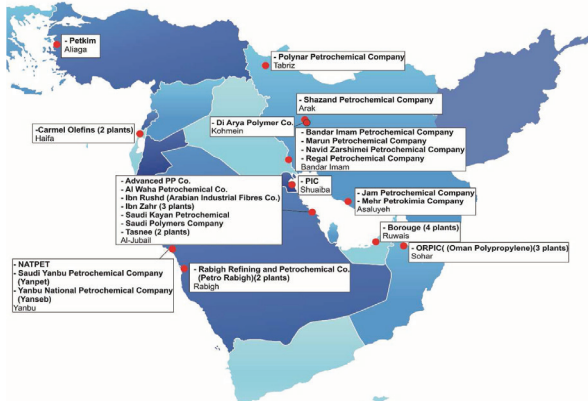 - Petkim
Aliaga
- Polynar Petrochemical Company
Tabriz
- Shazand Petrochemical Company
Arak
- Di Arya Polymer Co.
Kohmein
-Carmel Olefins (2 plants)
Haifa
- Bandar Imam Petrochemical Company
- Marun Petrochemical Company
- Navid Zarshimei Petrochemical Company
- Regal Petrochemical Company
Bandar Imam
- Advanced PP Co.
- Al Waha Petrochemical Co.
- Ibn Rushd (Arabian Industrial Fibres Co.)
- Ibn Zahr (3 plants)
- Saudi Kayan Petrochemical
- Saudi Polymers Company
- Tasnee (2 plants)
Al-Jubail
- PIC
Shuaiba
- Jam Petrochemical Company
- Mehr Petrokimia Company
Asaluyeh
- Borouge (4 plants)
Ruwais
- ORPIC( (Oman Polypropylene)(3 plants)
Sohar
- NATPET
- Saudi Yanbu Petrochemical Company
(Yanpet)
- Yanbu National Petrochemical Company
(Yanseb)
Yanbu
- Rabigh Refining and Petrochemical Co.
(Petro Rabigh)(2 plants)
Rabigh